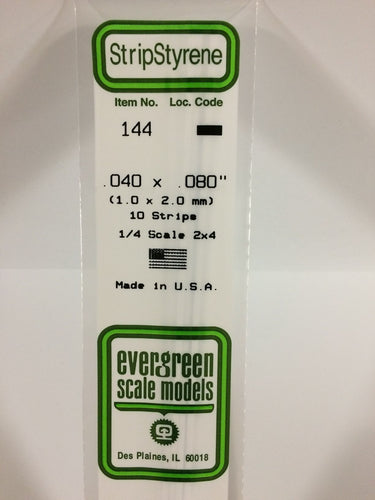 StripStyrene
Item No. Loc. Code
144
.040 x .080"
(1.0 x 2.0 mm)
10 Strips
1/4 Scale 2x4
Made in U.S.A.
evergreen
scale models
Des Plaines, IL 60018